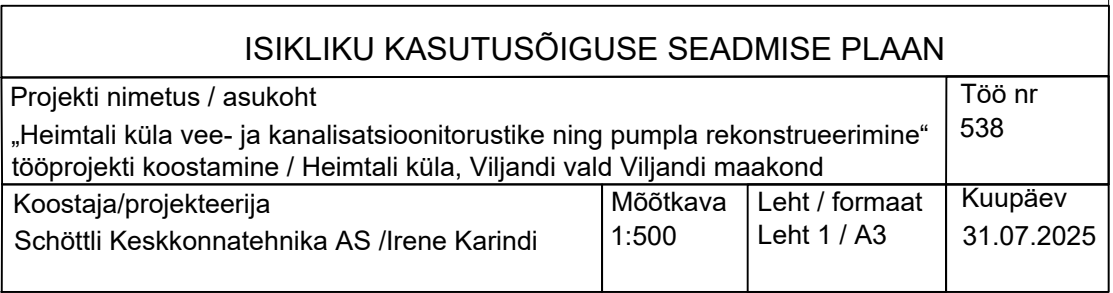 ISIKLIKU KASUTUSÕIGUSE SEADMISE PLAAN
Projekti nimetus / asukoht
„Heimtali küla vee- ja kanalisatsioonitorustike ning pumpla rekonstrueerimine“
tööprojekti koostamine / Heimtali küla, Viljandi vald Viljandi maakond
Töö nr
538
Koostaja/projekteerija
Schöttli Keskkonnatehnika AS /Irene Karindi
Mõõtkava
1:500
Leht / formaat
Leht 1 / A3
Kuupäev
31.07.2025